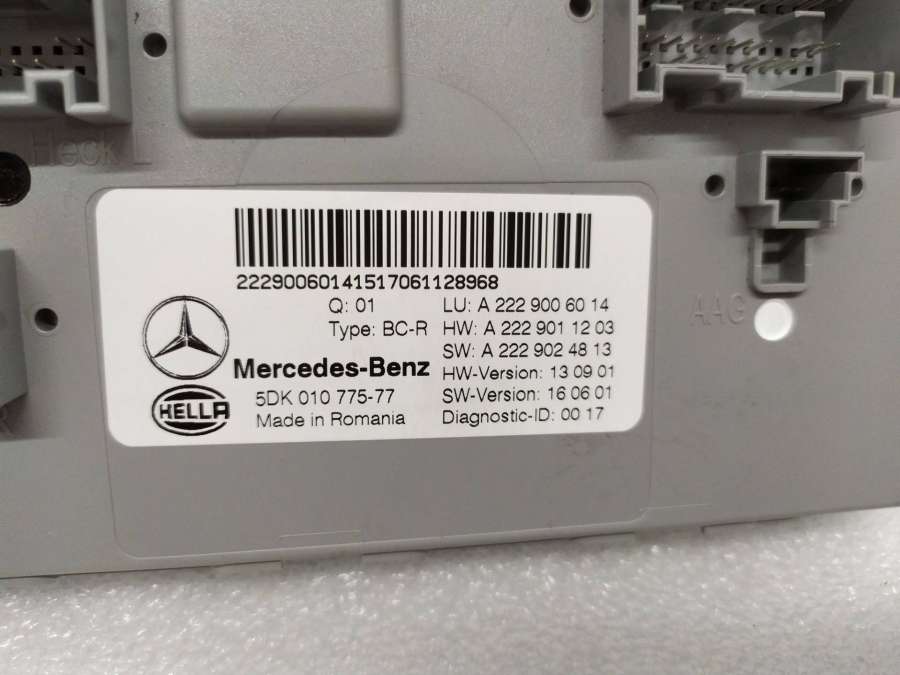 Heck L
22290060141517061128968
Q: 01
LU: A 222 900 60 14
Type: BC-R
HW: A 222 901 12 03
SW: A 222 902 48 13
Mercedes-Benz
HW-Version: 13 09 01
5DK 010 775-77
SW-Version: 16 06 01
HELLA
Made in Romania
Diagnostic-ID: 00 17
AAG